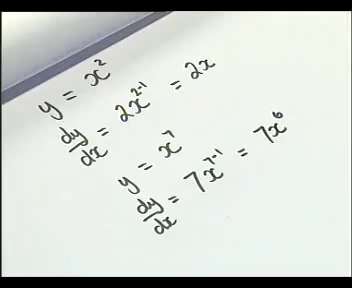 y = x²
dy/dx = 2x²⁻¹ = 2x
y = x⁷
dy/dx = 7x⁷⁻¹ = 7x⁶